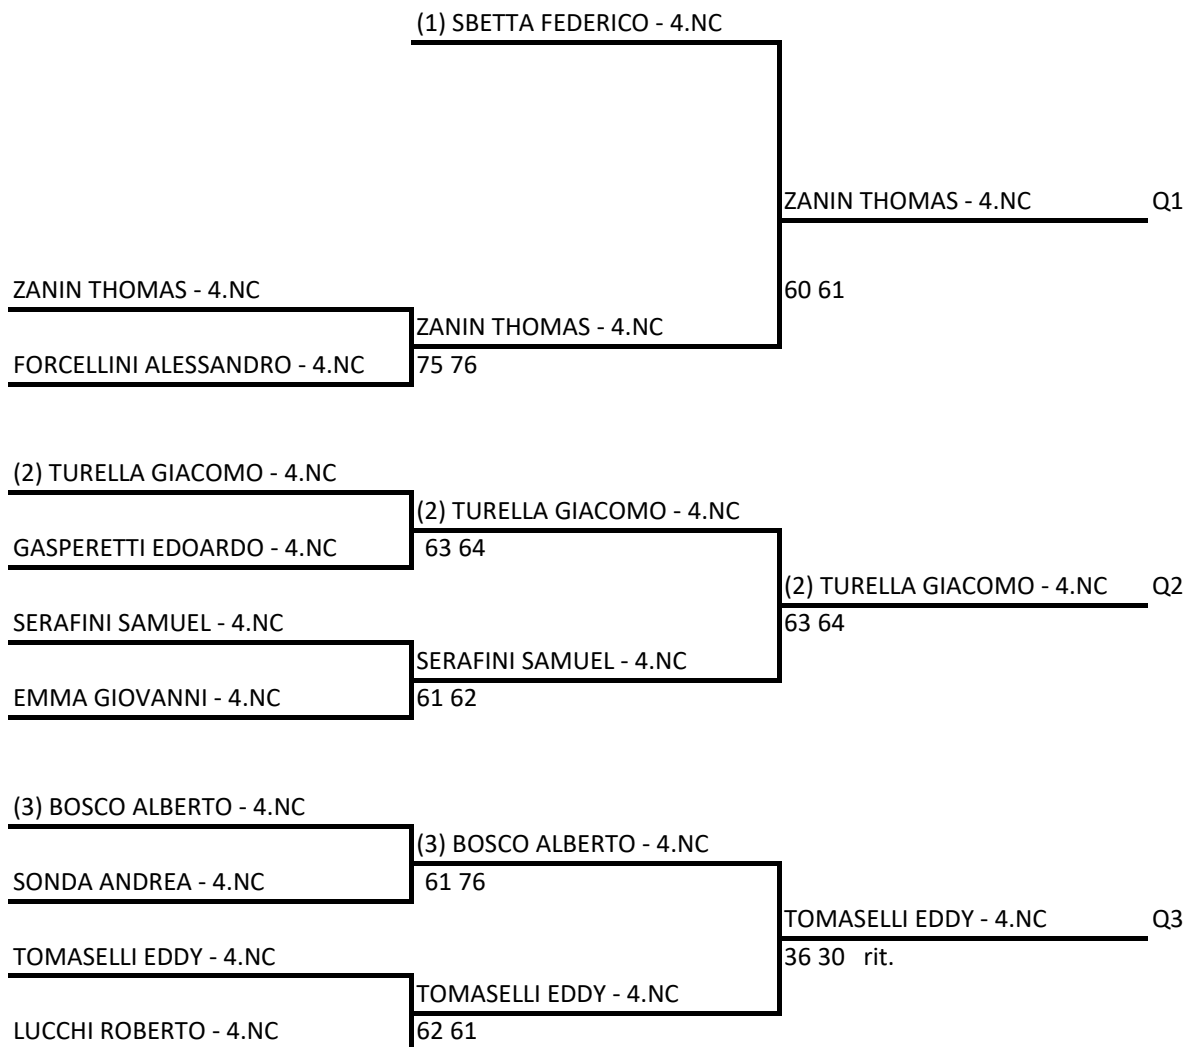 (1) SBETTA FEDERICO - 4.NC
ZANIN THOMAS - 4.NC Q1
ZANIN THOMAS - 4.NC
60 61
ZANIN THOMAS - 4.NC
FORCELLINI ALESSANDRO - 4.NC
75 76
(2) TURELLA GIACOMO - 4.NC
(2) TURELLA GIACOMO - 4.NC
GASPERETTI EDOARDO - 4.NC
63 64
(2) TURELLA GIACOMO - 4.NC Q2
SERAFINI SAMUEL - 4.NC
63 64
SERAFINI SAMUEL - 4.NC
EMMA GIOVANNI - 4.NC
61 62
(3) BOSCO ALBERTO - 4.NC
(3) BOSCO ALBERTO - 4.NC
SONDA ANDREA - 4.NC
61 76
TOMASELLI EDDY - 4.NC Q3
TOMASELLI EDDY - 4.NC
36 30 rit.
TOMASELLI EDDY - 4.NC
LUCCHI ROBERTO - 4.NC
62 61